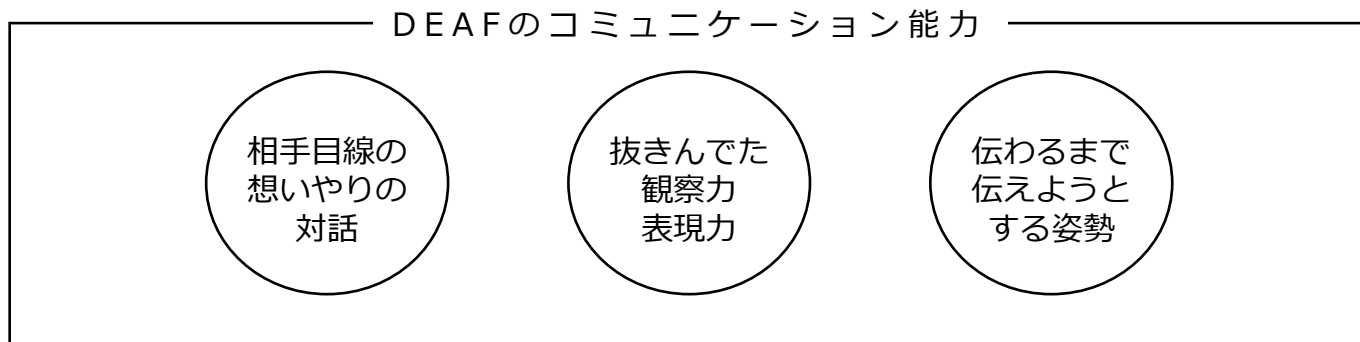 DEAFのコミュニケーション能力
相手目線の
想いやりの
対話
抜きんでた
観察力
表現力
伝わるまで
伝えようと
する姿勢